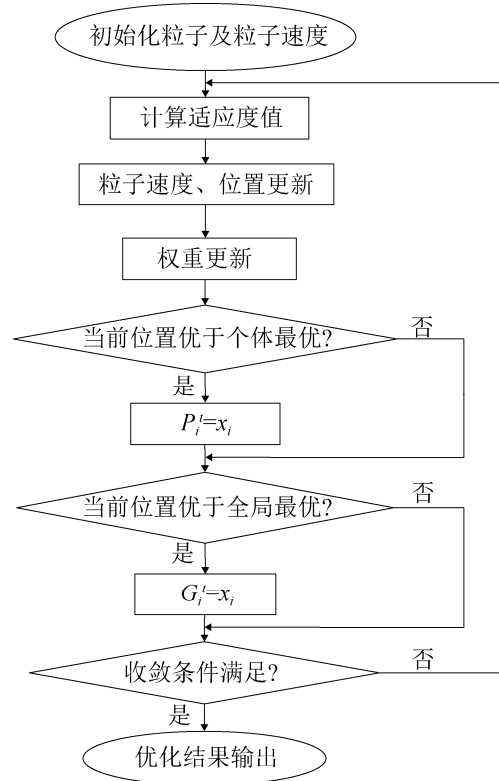 初始化粒子及粒子速度
计算适应度值
粒子速度、位置更新
权重更新
当前位置优于个体最优?
否
是
P_i^t=x_i
当前位置优于全局最优?
否
是
G_i^t=x_i
收敛条件满足?
否
是
优化结果输出